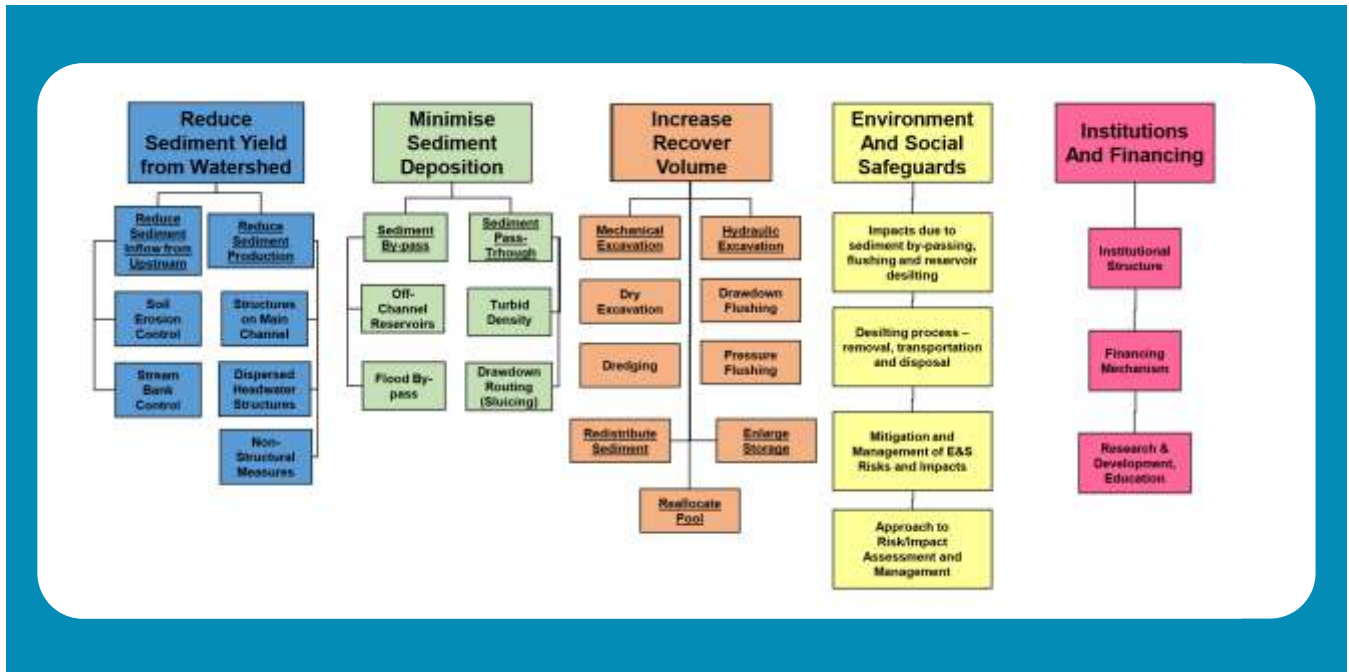 Reduce
Sediment Yield
from Watershed
Reduce
Sediment
Inflow from
Upstream
Reduce
Sediment
Production
Soil
Erosion
Control
Structures
on Main
Channel
Stream
Bank
Control
Dispersed
Headwater
Structures
Non-
Structural
Measures
Minimise
Sediment
Deposition
Sediment
By-pass
Sediment
Pass-
Trhough
Off-
Channel
Reservoirs
Turbid
Density
Flood By-
pass
Drawdown
Routing
(Sluicing)
Increase
Recover
Volume
Mechanical
Excavation
Hydraulic
Excavation
Dry
Excavation
Drawdown
Flushing
Dredging
Pressure
Flushing
Redistribute
Sediment
Enlarge
Storage
Reallocate
Pool
Environment
And Social
Safeguards
Impacts due to
sediment by-passing,
flushing and reservoir
desilting
Desilting process –
removal, transportation
and disposal
Mitigation and
Management of E&S
Risks and Impacts
Approach to
Risk/Impact
Assessment and
Management
Institutions
And Financing
Institutional
Structure
Financing
Mechanism
Research &
Development,
Education